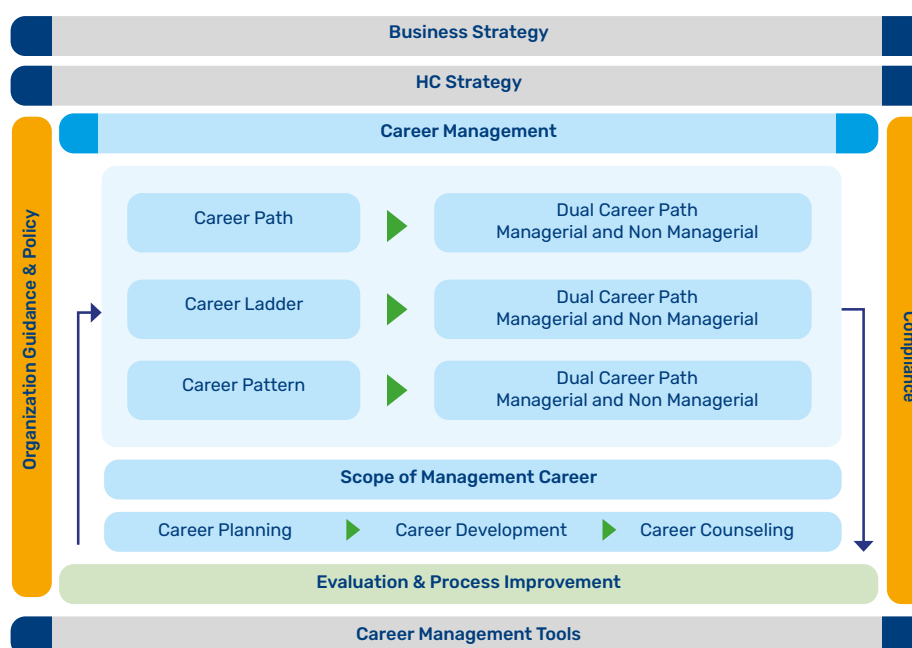 Business Strategy
HC Strategy
Career Management
Organization Guidance & Policy
Career Path
Dual Career Path
Managerial and Non Managerial
Career Ladder
Dual Career Path
Managerial and Non Managerial
Career Pattern
Dual Career Path
Managerial and Non Managerial
Compliance
Scope of Management Career
Career Planning
Career Development
Career Counseling
Evaluation & Process Improvement
Career Management Tools